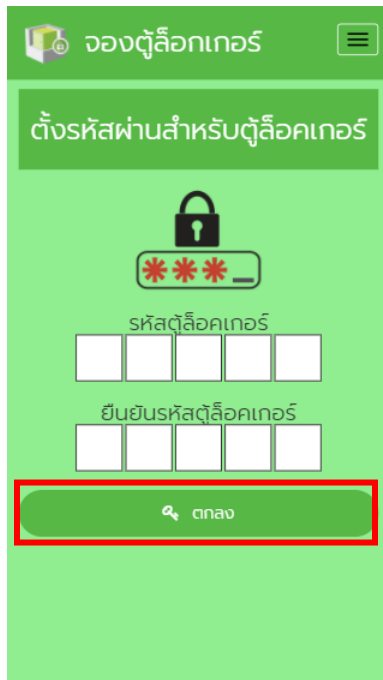 จองตู้ล็อกเกอร์
ตั้งรหัสผ่านสำหรับตู้ล็อคเกอร์
***_
รหัสตู้ล็อคเกอร์
ยืนยันรหัสตู้ล็อคเกอร์
ตกลง